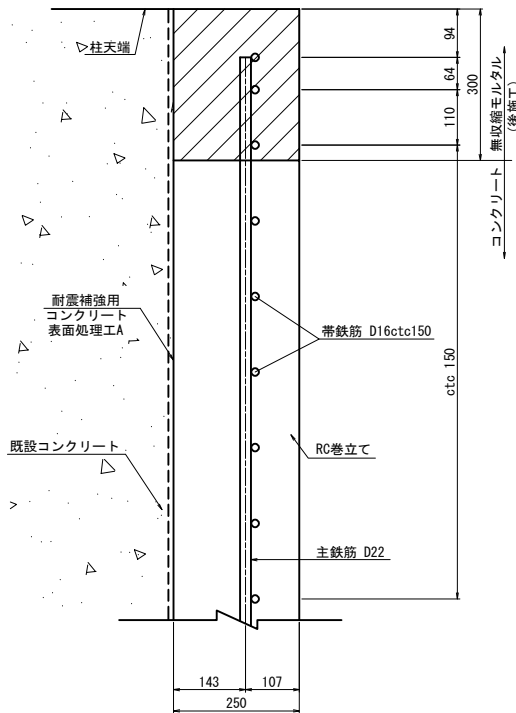 柱天端
94
64
110
300
無収縮モルタル
(後施工)
コンクリート
耐震補強用
コンクリート
表面処理工A
帯鉄筋 D16ctc150
ctc 150
既設コンクリート
RC巻立て
主鉄筋 D22
143
107
250